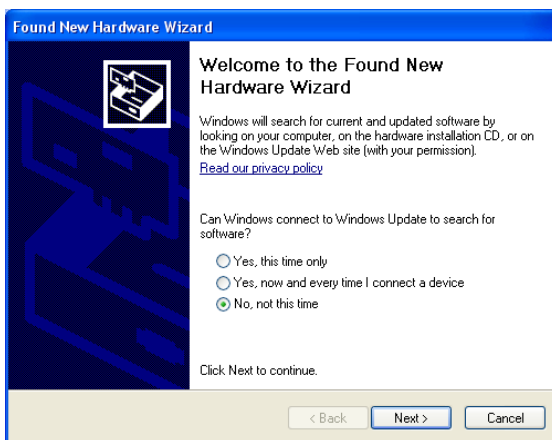 Found New Hardware Wizard
Welcome to the Found New
Hardware Wizard
Windows will search for current and updated software by
looking on your computer, on the hardware installation CD, or on
the Windows Update Web site (with your permission).
Read our privacy policy
Can Windows connect to Windows Update to search for
software?
Yes, this time only
Yes, now and every time I connect a device
No, not this time
Click Next to continue.
< Back
Next >
Cancel